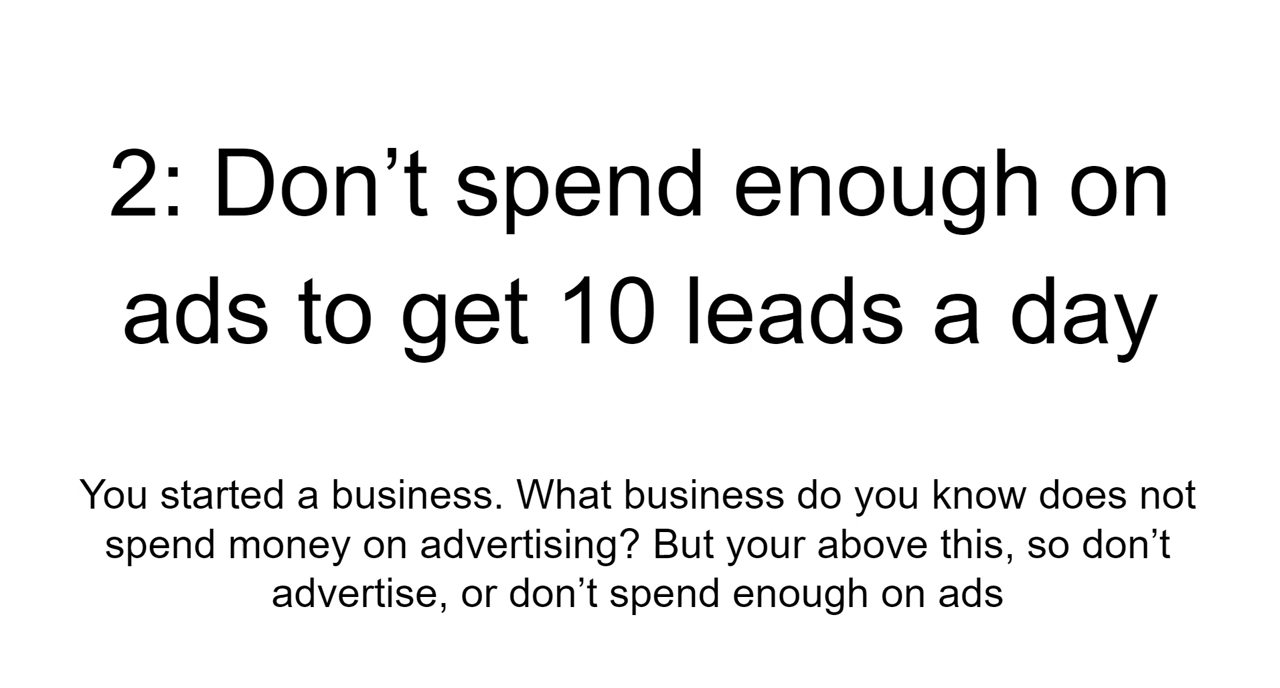 2: Don’t spend enough on
ads to get 10 leads a day
You started a business. What business do you know does not
spend money on advertising? But your above this, so don’t
advertise, or don’t spend enough on ads